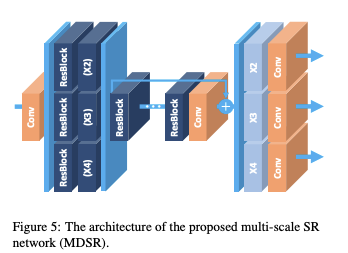 Conv
ResBlock (X2)
ResBlock (X3)
ResBlock (X4)
ResBlock
ResBlock
Conv
X2 Conv
X3 Conv
X4 Conv
Figure 5: The architecture of the proposed multi-scale SR
network (MDSR).